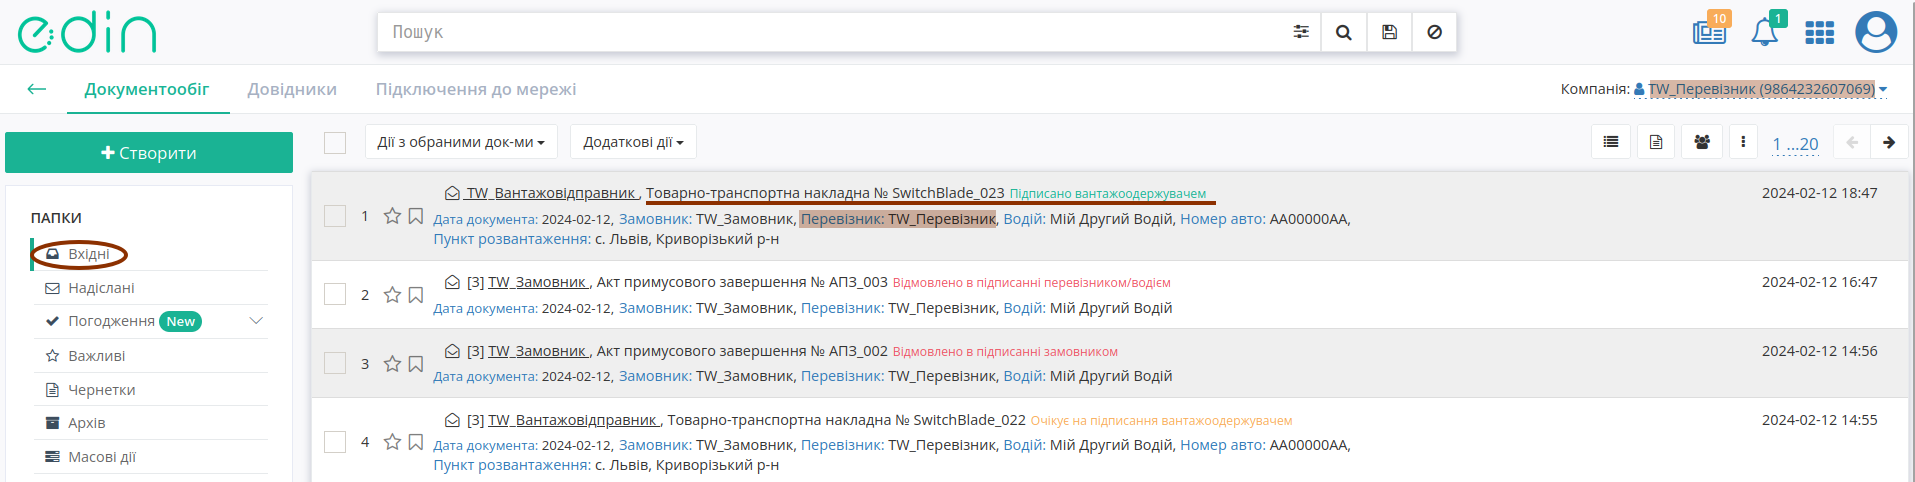 edin
Пошук
10
1
Документообіг
Довідники
Підключення до мережі
Компанія: TW_Перевізник (9864232607069)
Створити
Дії з обраними док-ми
Додаткові дії
1 ...20
ПАПКИ
Вхідні
Надіслані
Погодження New
Важливі
Чернетки
Архів
Масові дії
1
TW_Вантажовідправник , Товарно-транспортна накладна № SwitchBlade_023 Підписано вантажоодержувачем
2024-02-12 18:47
Дата документа: 2024-02-12, Замовник: TW_Замовник, Перевізник: TW_Перевізник, Водій: Мій Другий Водій, Номер авто: АА00000АА,
Пункт розвантаження: с. Львів, Криворізький р-н
2
[3] TW_Замовник , Акт примусового завершення № АПЗ_003 Відмовлено в підписанні перевізником/водієм
2024-02-12 16:47
Дата документа: 2024-02-12, Замовник: TW_Замовник, Перевізник: TW_Перевізник, Водій: Мій Другий Водій
3
[3] TW_Замовник , Акт примусового завершення № АПЗ_002 Відмовлено в підписанні замовником
2024-02-12 14:56
Дата документа: 2024-02-12, Замовник: TW_Замовник, Перевізник: TW_Перевізник, Водій: Мій Другий Водій
4
[3] TW_Вантажовідправник , Товарно-транспортна накладна № SwitchBlade_022 Очікує на підписання вантажоодержувачем
2024-02-12 14:55
Дата документа: 2024-02-12, Замовник: TW_Замовник, Перевізник: TW_Перевізник, Водій: Мій Другий Водій, Номер авто: АА00000АА,
Пункт розвантаження: с. Львів, Криворізький р-н